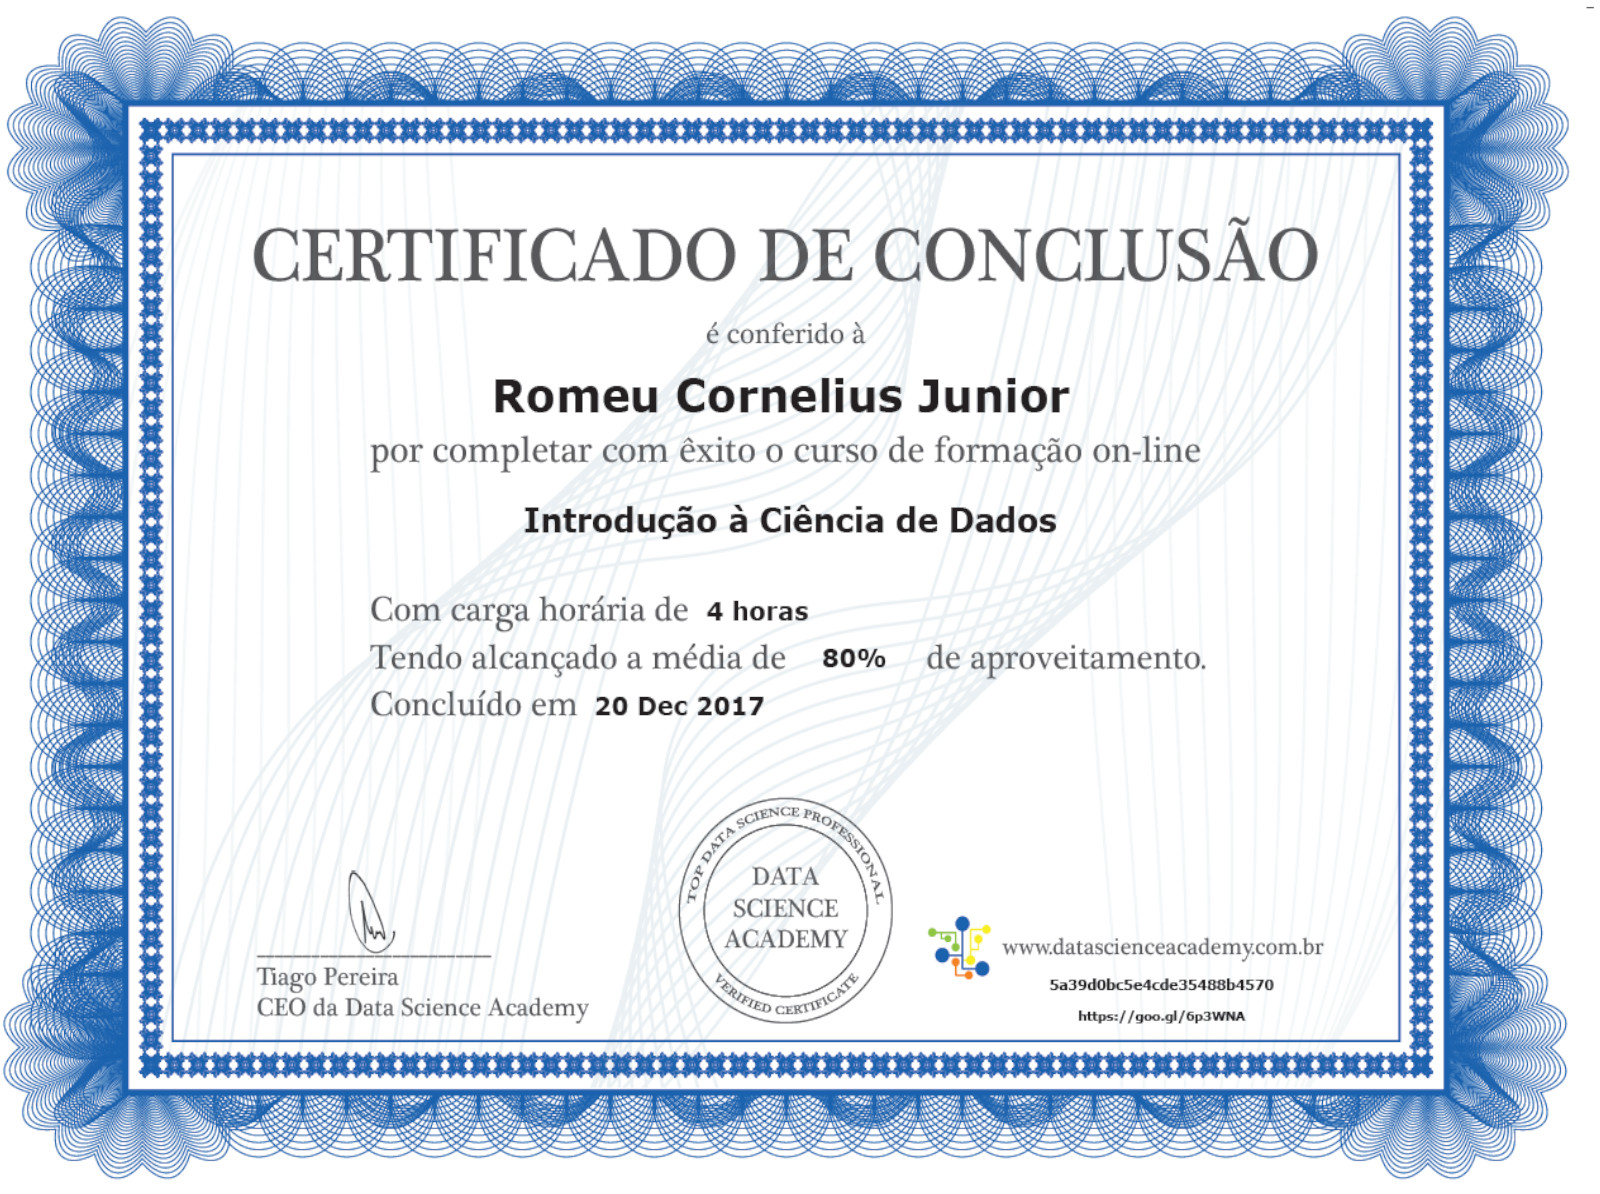 CERTIFICADO DE CONCLUSÃO
é conferido à
Romeu Cornelius Junior
por completar com êxito o curso de formação on-line
Introdução à Ciência de Dados
Com carga horária de 4 horas
Tendo alcançado a média de 80% de aproveitamento.
Concluído em 20 Dec 2017
TOP DATA SCIENCE PROFESSIONAL
DATA
SCIENCE
ACADEMY
VERIFIED CERTIFICATE
Tiago Pereira
CEO da Data Science Academy
www.datascienceacademy.com.br
5a39d0bc5e4cde35488b4570
https://goo.gl/6p3WNA